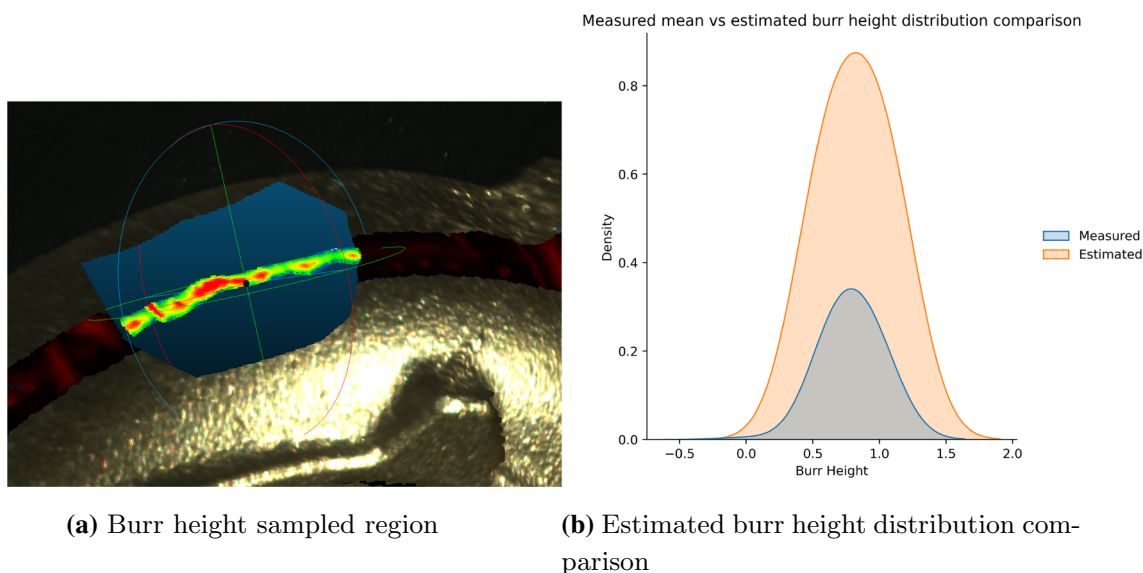 Measured mean vs estimated burr height distribution comparison
0.8
0.6
0.4
0.2
0.0
Density
−0.5
0.0
0.5
1.0
1.5
2.0
Burr Height
Measured
Estimated
(a) Burr height sampled region
(b) Estimated burr height distribution com-
parison